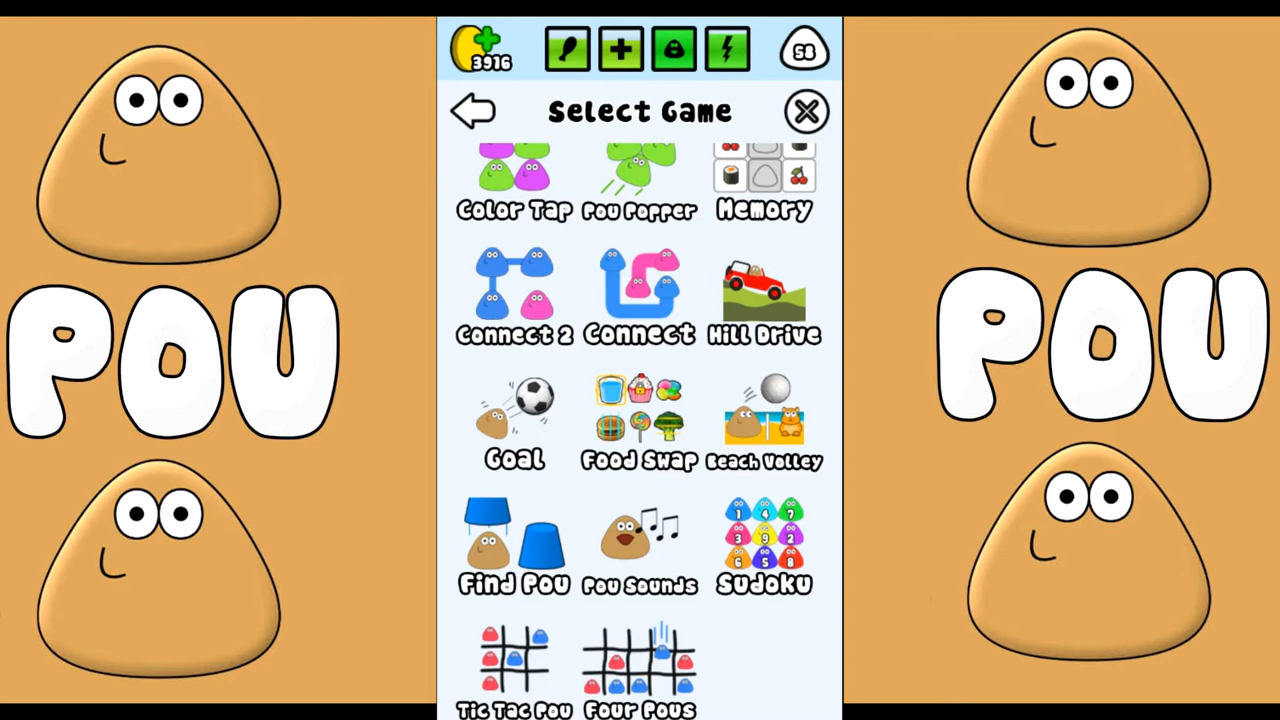 POU
POU
3916
58
Select Game
Color Tap
Pou Popper
Memory
Connect 2
Connect
Hill Drive
Goal
Food Swap
Beach Volley
Find Pou
Pou Sounds
Sudoku
1 4 7
3 9 2
6 5 8
Tic Tac Pou
Four Pous